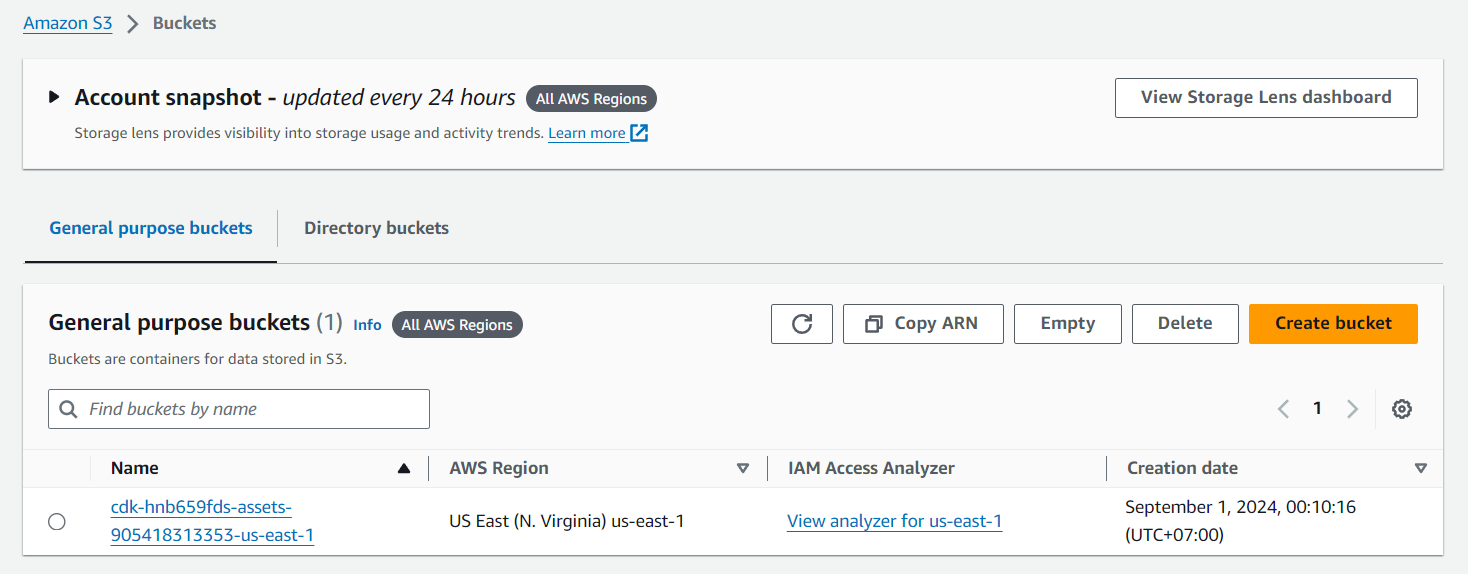 Amazon S3 > Buckets
Account snapshot - updated every 24 hours All AWS Regions
View Storage Lens dashboard
Storage lens provides visibility into storage usage and activity trends. Learn more
General purpose buckets
Directory buckets
General purpose buckets (1) Info All AWS Regions
Copy ARN
Empty
Delete
Create bucket
Buckets are containers for data stored in S3.
Find buckets by name
1
Name
AWS Region
IAM Access Analyzer
Creation date
cdk-hnb659fds-assets-
905418313353-us-east-1
US East (N. Virginia) us-east-1
View analyzer for us-east-1
September 1, 2024, 00:10:16
(UTC+07:00)